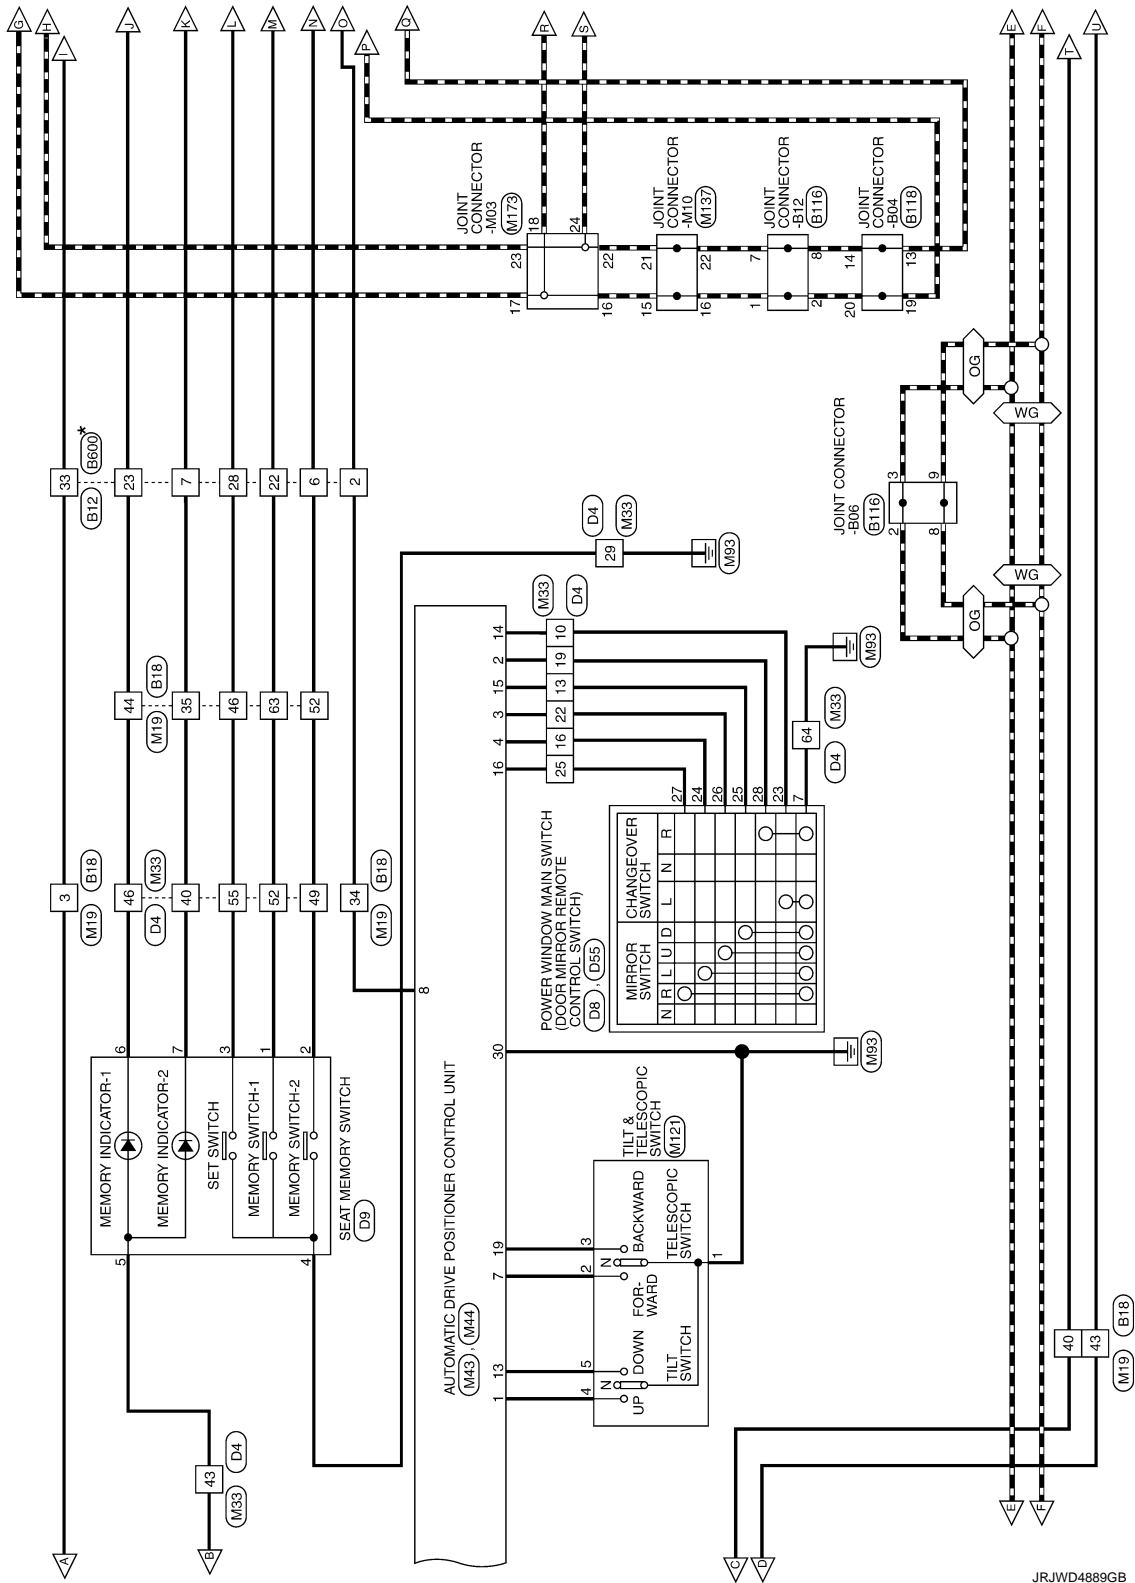 G
H
I
J
K
L
M
N
O
P
Q
R
S
E
F
T
U
JOINT
CONNECTOR
-M03
M173
18
24
23
17
22
16
JOINT
CONNECTOR
-M10
M137
21
15
22
16
JOINT
CONNECTOR
-B12
B116
7
1
8
2
JOINT
CONNECTOR
-B04
B118
14
20
13
19
33
23
7
28
22
6
2
B12
B600
*
OG
WG
JOINT CONNECTOR
-B06
B116
3
9
2
8
WG
OG
D4
M33
29
M93
44
35
46
63
52
M19
B18
14
2
15
3
4
16
M33
D4
10
19
13
22
16
25
M93
M33
64
D4
3
M19
B18
46
40
55
52
49
D4
M33
34
M19
B18
8
27
24
26
25
28
23
7
POWER WINDOW MAIN SWITCH
(DOOR MIRROR REMOTE
CONTROL SWITCH)
D8 , D55
MIRROR
SWITCH
CHANGEOVER
SWITCH
N
R
L
U
D
L
N
R
30
M93
6
7
3
1
2
MEMORY INDICATOR-1
MEMORY INDICATOR-2
SET SWITCH
MEMORY SWITCH-1
MEMORY SWITCH-2
SEAT MEMORY SWITCH
D9
5
4
AUTOMATIC DRIVE POSITIONER CONTROL UNIT
M43 , M44
TILT &
TELESCOPIC
SWITCH
M121
19
7
13
1
3
2
5
4
N
BACKWARD
FOR-
WARD
TELESCOPIC
SWITCH
1
N
DOWN
UP
TILT
SWITCH
40
43
M19
B18
43
M33
D4
A
B
C
D
E
F
JRJWD4889GB